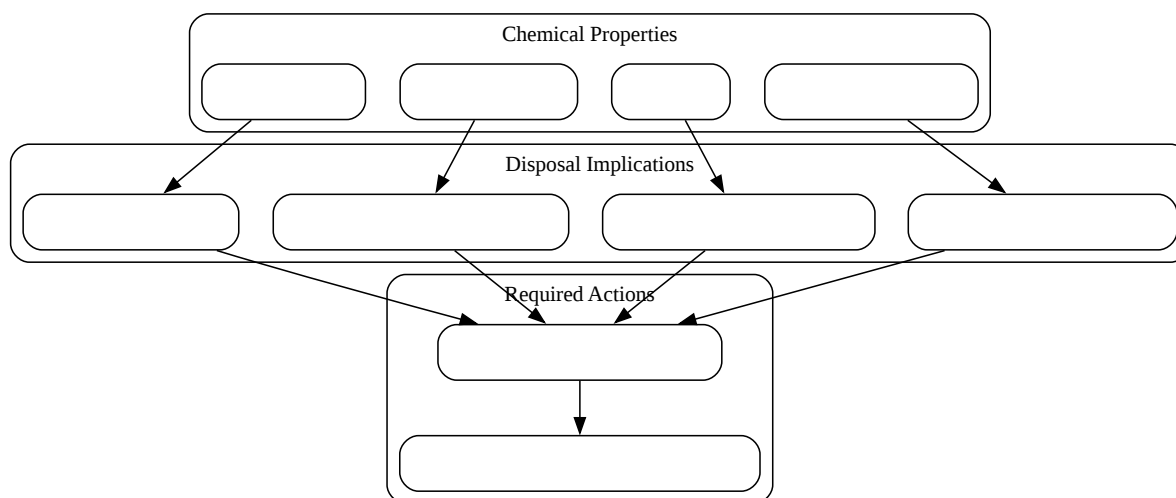 Chemical Properties
Disposal Implications
Required Actions